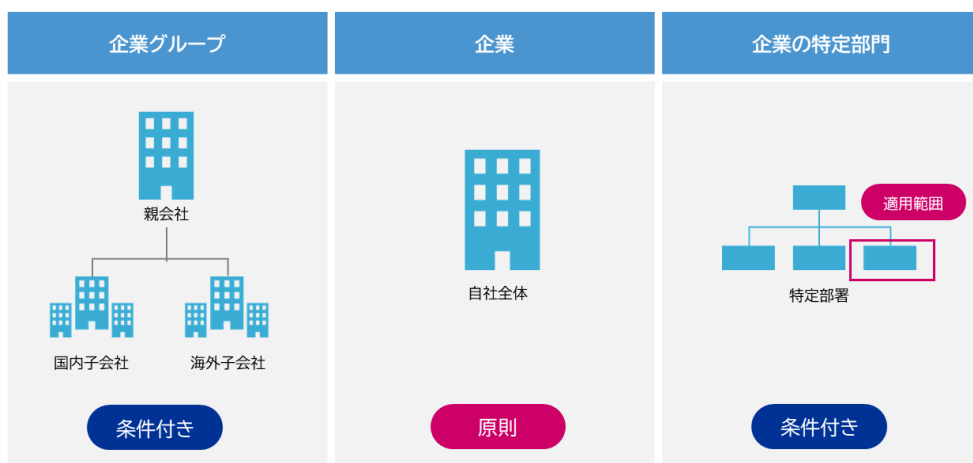 企業グループ
企業
企業の特定部門
親会社
国内子会社
海外子会社
条件付き
自社全体
原則
適用範囲
特定部署
条件付き